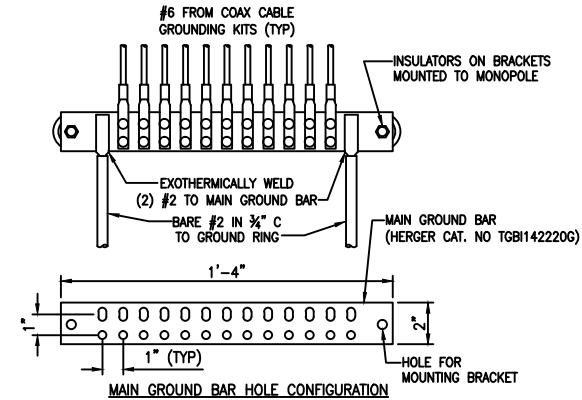 #6 FROM COAX CABLE
GROUNDING KITS (TYP)
INSULATORS ON BRACKETS
MOUNTED TO MONOPOLE
EXOTHERMICALLY WELD
(2) #2 TO MAIN GROUND BAR
BARE #2 IN ¾" C
TO GROUND RING
MAIN GROUND BAR
(HERGER CAT. NO TGBI142220G)
1'-4"
1"
2"
1" (TYP)
HOLE FOR
MOUNTING BRACKET
MAIN GROUND BAR HOLE CONFIGURATION